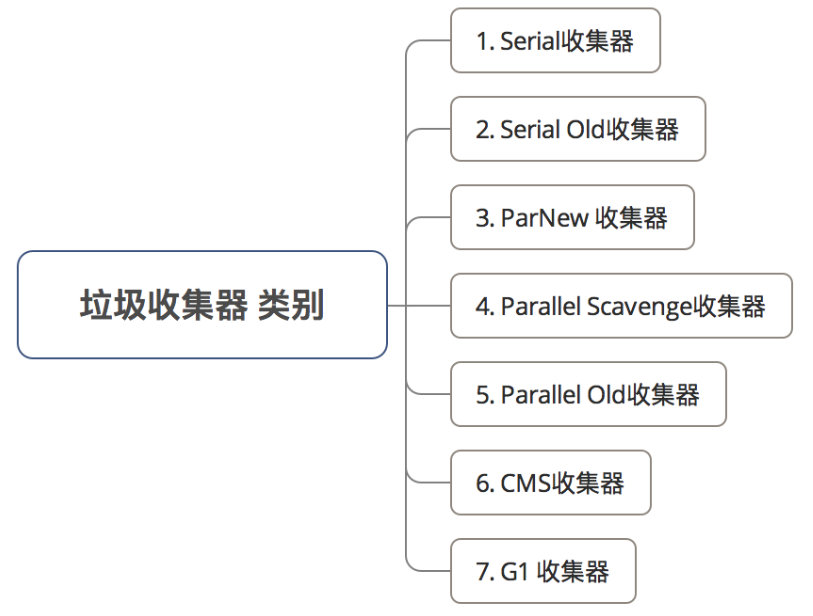 垃圾收集器 类别
1. Serial收集器
2. Serial Old收集器
3. ParNew 收集器
4. Parallel Scavenge收集器
5. Parallel Old收集器
6. CMS收集器
7. G1 收集器